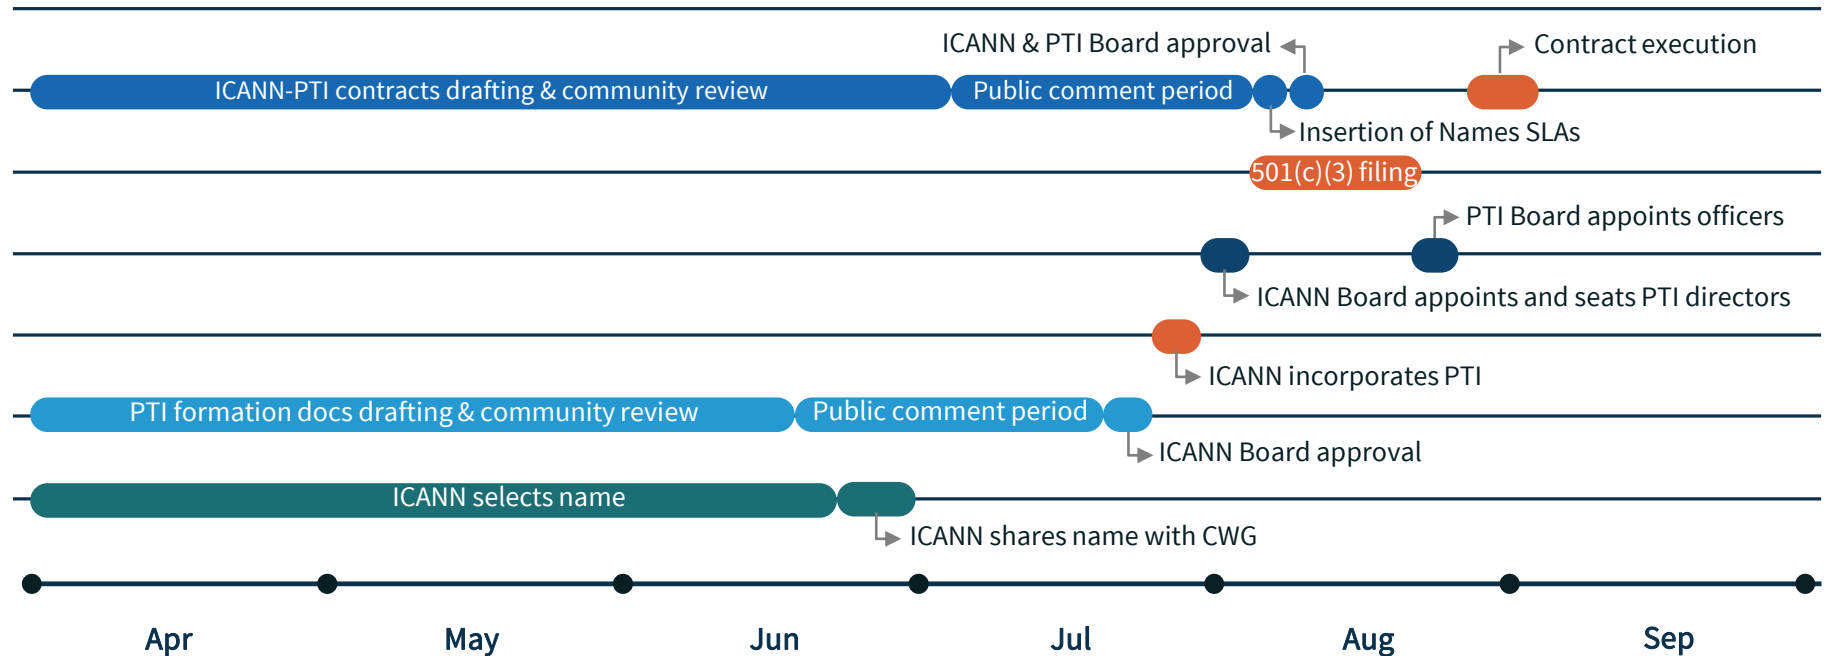 ICANN & PTI Board approval
Contract execution
ICANN-PTI contracts drafting & community review
Public comment period
Insertion of Names SLAs
501(c)(3) filing
PTI Board appoints officers
ICANN Board appoints and seats PTI directors
ICANN incorporates PTI
PTI formation docs drafting & community review
Public comment period
ICANN Board approval
ICANN selects name
ICANN shares name with CWG
Apr
May
Jun
Jul
Aug
Sep